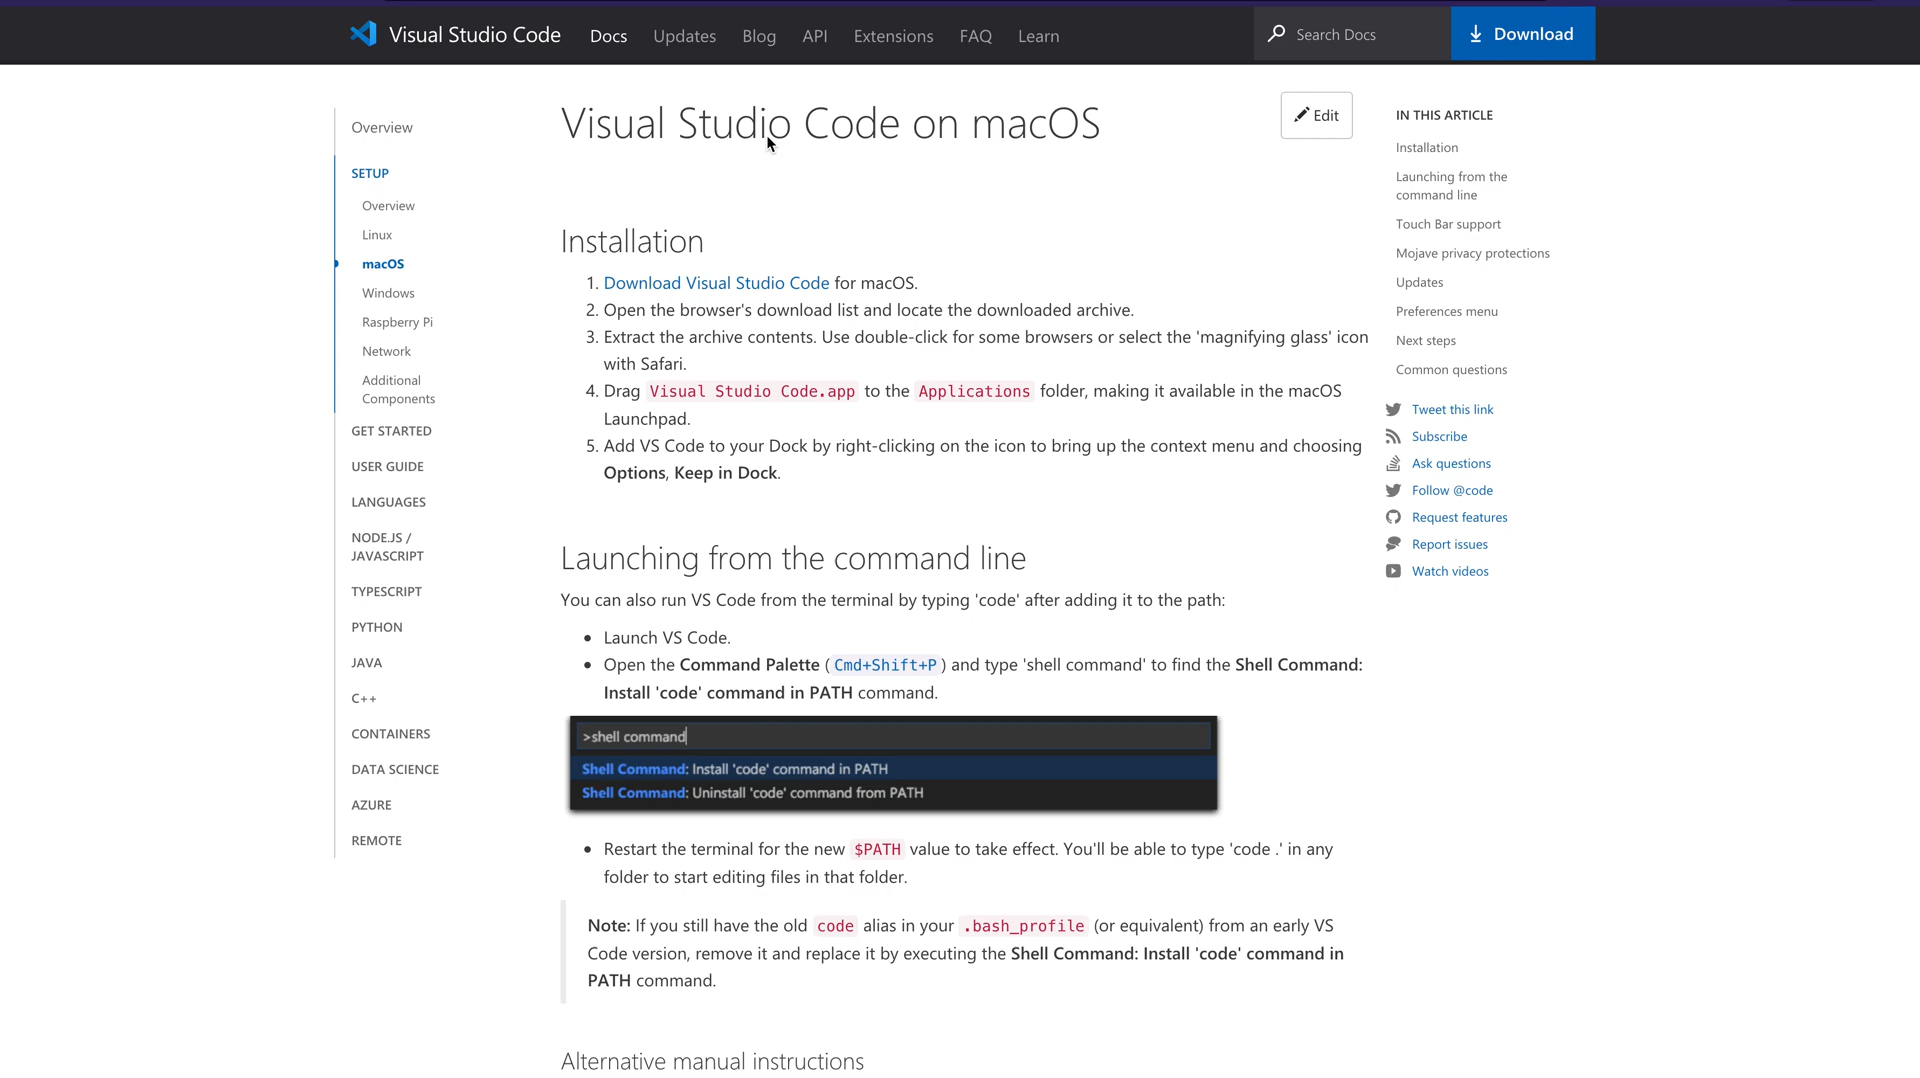 Visual Studio Code
Docs
Updates
Blog
API
Extensions
FAQ
Learn
Search Docs
Download
Overview
SETUP
Overview
Linux
macOS
Windows
Raspberry Pi
Network
Additional
Components
GET STARTED
USER GUIDE
LANGUAGES
NODE.JS /
JAVASCRIPT
TYPESCRIPT
PYTHON
JAVA
C++
CONTAINERS
DATA SCIENCE
AZURE
REMOTE
Visual Studio Code on macOS
Edit
Installation
1. Download Visual Studio Code for macOS.
2. Open the browser's download list and locate the downloaded archive.
3. Extract the archive contents. Use double-click for some browsers or select the 'magnifying glass' icon
with Safari.
4. Drag Visual Studio Code.app to the Applications folder, making it available in the macOS
Launchpad.
5. Add VS Code to your Dock by right-clicking on the icon to bring up the context menu and choosing
Options, Keep in Dock.
Launching from the command line
You can also run VS Code from the terminal by typing 'code' after adding it to the path:
• Launch VS Code.
• Open the Command Palette (Cmd+Shift+P) and type 'shell command' to find the Shell Command:
Install 'code' command in PATH command.
>shell command
Shell Command: Install 'code' command in PATH
Shell Command: Uninstall 'code' command from PATH
• Restart the terminal for the new $PATH value to take effect. You'll be able to type 'code .' in any
folder to start editing files in that folder.
Note: If you still have the old code alias in your .bash_profile (or equivalent) from an early VS
Code version, remove it and replace it by executing the Shell Command: Install 'code' command in
PATH command.
Alternative manual instructions
IN THIS ARTICLE
Installation
Launching from the
command line
Touch Bar support
Mojave privacy protections
Updates
Preferences menu
Next steps
Common questions
Tweet this link
Subscribe
Ask questions
Follow @code
Request features
Report issues
Watch videos